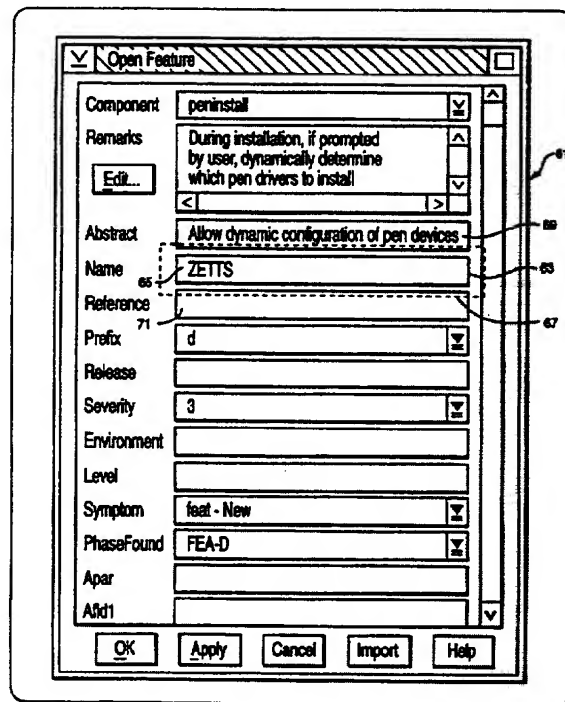 Open Feature
Component peninstall
Remarks During installation, if prompted
by user, dynamically determine
Edit... which pen drivers to install
61
Abstract Allow dynamic configuration of pen devices 69
Name ZETTS 63
65
Reference
71 67
Prefix d
Release
Severity 3
Environment
Level
Symptom feat - New
PhaseFound FEA-D
Apar
Afid1
OK Apply Cancel Import Help